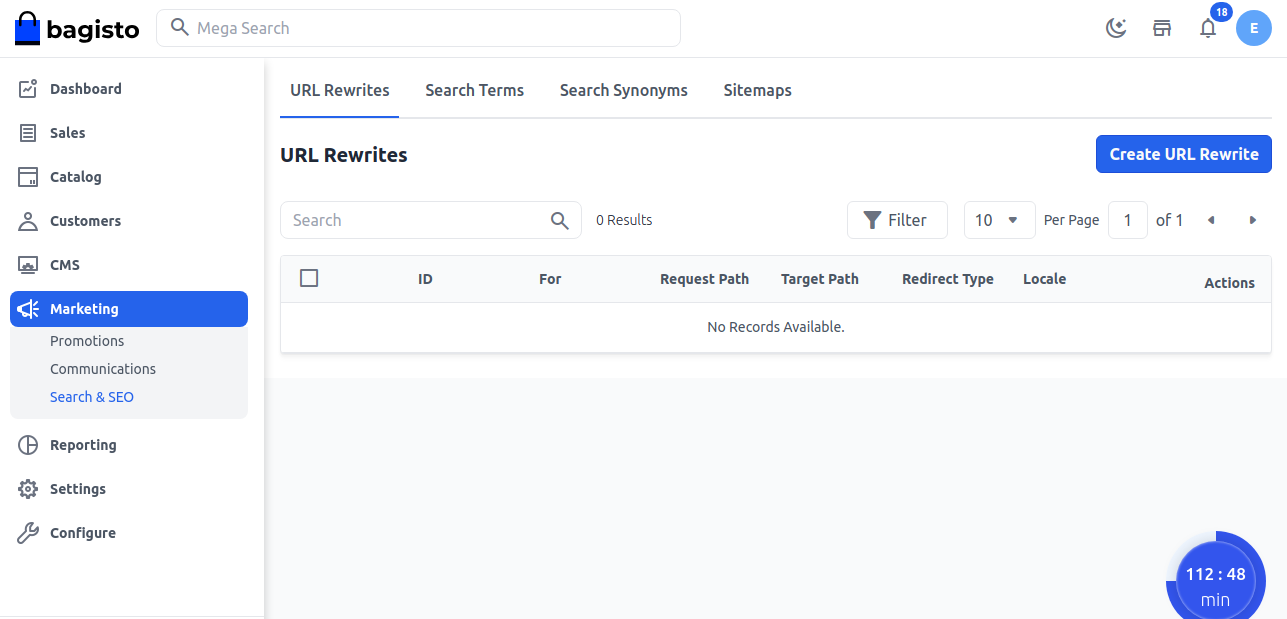 bagisto
Mega Search
18
E
Dashboard
Sales
Catalog
Customers
CMS
Marketing
Promotions
Communications
Search & SEO
Reporting
Settings
Configure
URL Rewrites Search Terms Search Synonyms Sitemaps
URL Rewrites
Create URL Rewrite
Search 0 Results Filter 10 Per Page 1 of 1
ID For Request Path Target Path Redirect Type Locale Actions
No Records Available.
112 : 48
min